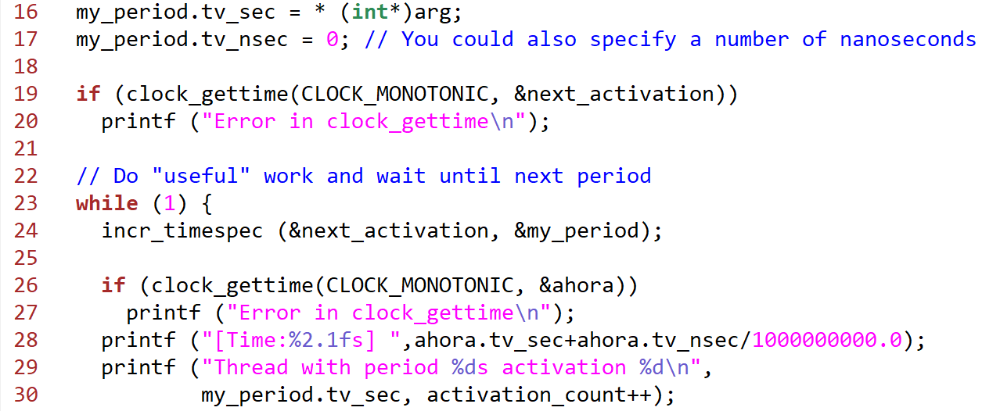 16   my_period.tv_sec = * (int*)arg;
17   my_period.tv_nsec = 0; // You could also specify a number of nanoseconds
18
19   if (clock_gettime(CLOCK_MONOTONIC, &next_activation))
20     printf ("Error in clock_gettime\n");
21
22   // Do "useful" work and wait until next period
23   while (1) {
24     incr_timespec (&next_activation, &my_period);
25
26     if (clock_gettime(CLOCK_MONOTONIC, &ahora))
27       printf ("Error in clock_gettime\n");
28     printf ("[Time:%2.1fs] ",ahora.tv_sec+ahora.tv_nsec/1000000000.0);
29     printf ("Thread with period %ds activation %d\n",
30             my_period.tv_sec, activation_count++);